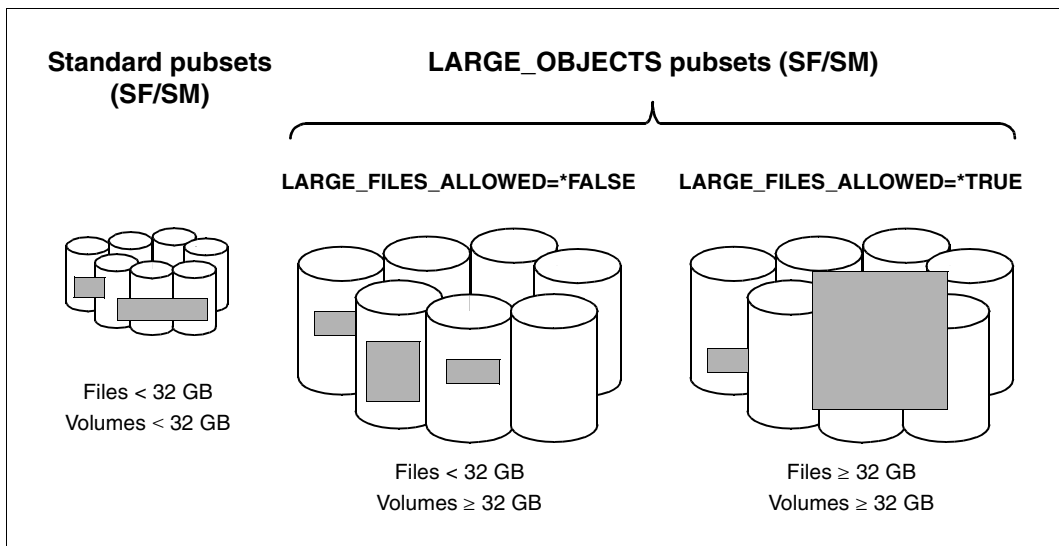 Standard pubsets
(SF/SM)
LARGE_OBJECTS pubsets (SF/SM)
LARGE_FILES_ALLOWED=*FALSE
LARGE_FILES_ALLOWED=*TRUE
Files < 32 GB
Volumes < 32 GB
Files < 32 GB
Volumes ≥ 32 GB
Files ≥ 32 GB
Volumes ≥ 32 GB